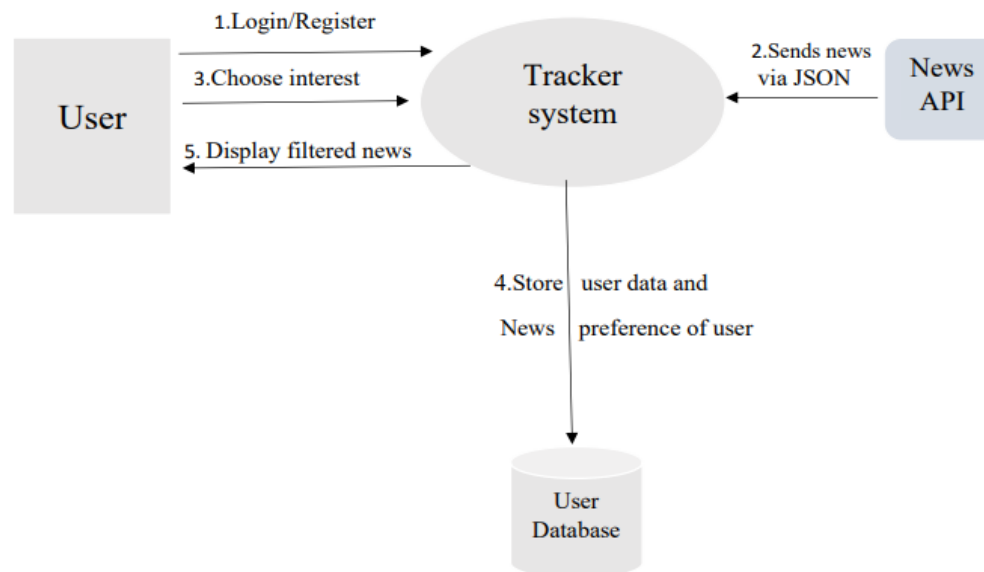 1.Login/Register
2.Sends news
via JSON
News
API
Tracker
system
3.Choose interest
User
5. Display filtered news
4.Store user data and
News preference of user
User
Database